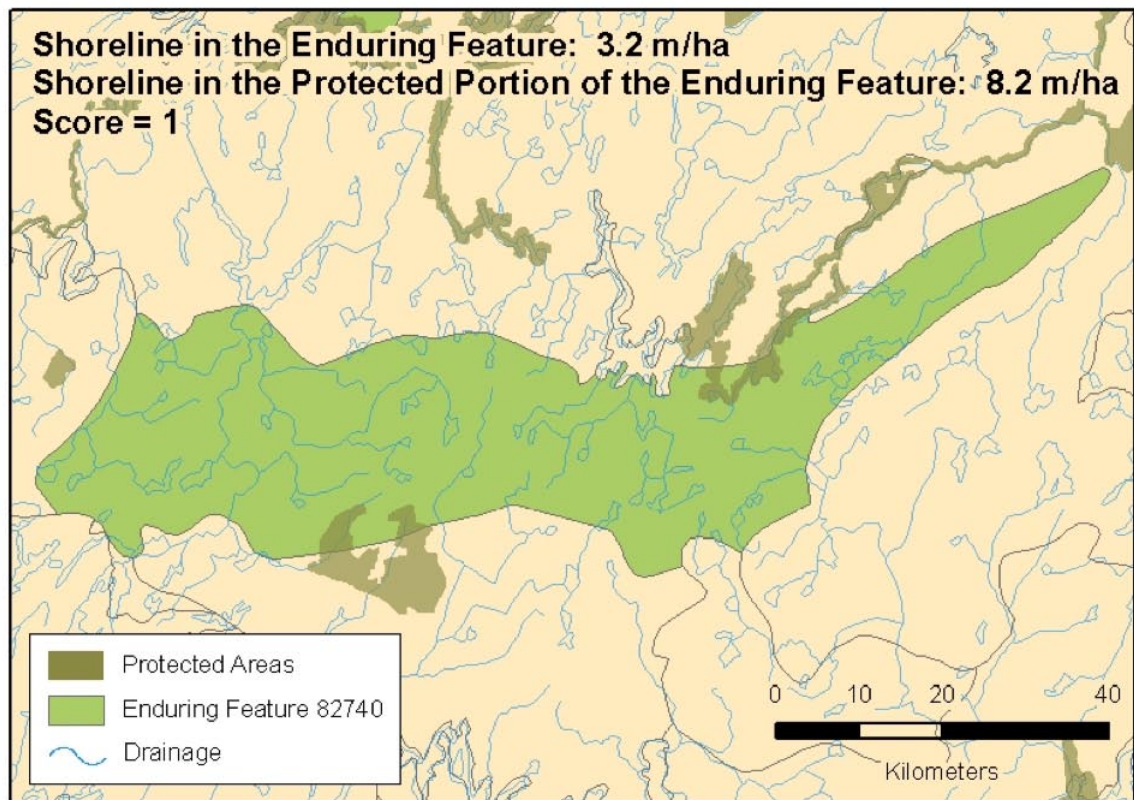 Shoreline in the Enduring Feature:  3.2 m/ha
Shoreline in the Protected Portion of the Enduring Feature:  8.2 m/ha
Score = 1
Protected Areas
Enduring Feature 82740
Drainage
0 10 20 40
Kilometers